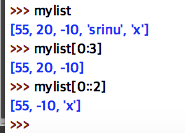 >>> mylist
[55, 20, -10, 'srinu', 'x']
>>> mylist[0:3]
[55, 20, -10]
>>> mylist[0::2]
[55, -10, 'x']
>>>